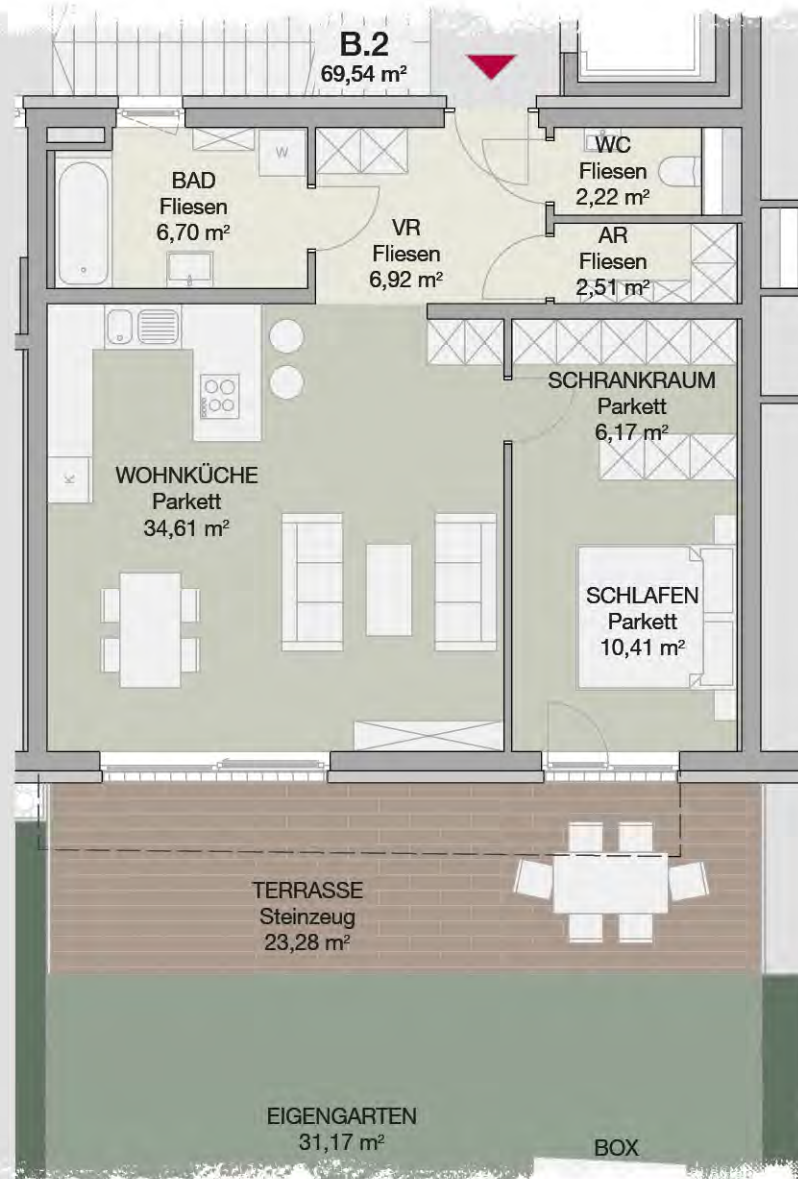 B.2
69,54 m²
BAD
Fliesen
6,70 m²
W
VR
Fliesen
6,92 m²
WC
Fliesen
2,22 m²
AR
Fliesen
2,51 m²
SCHRANKRAUM
Parkett
6,17 m²
WOHNKÜCHE
Parkett
34,61 m²
K
SCHLAFEN
Parkett
10,41 m²
TERRASSE
Steinzeug
23,28 m²
EIGENGARTEN
31,17 m²
BOX